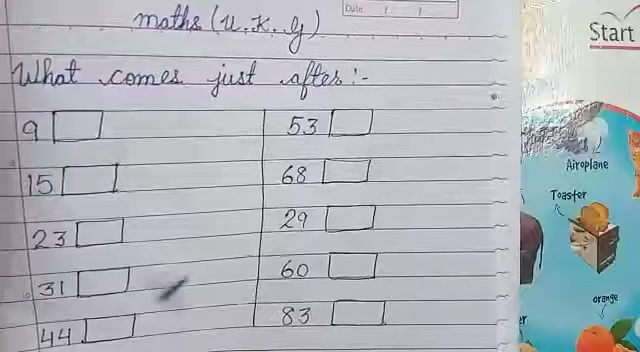 Date
maths (U.K.G)
What comes just after:-
9
15
23
31
44
53
68
29
60
83
Start
Airoplane
Toaster
orange
er